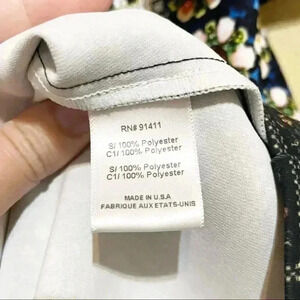 RN# 91411
S/ 100% Polyester
C1/ 100% Polyester
S/ 100% Polyester
C1/ 100% Polyester
MADE IN U.S.A
FABRIQUE AUX ETATS-UNIS